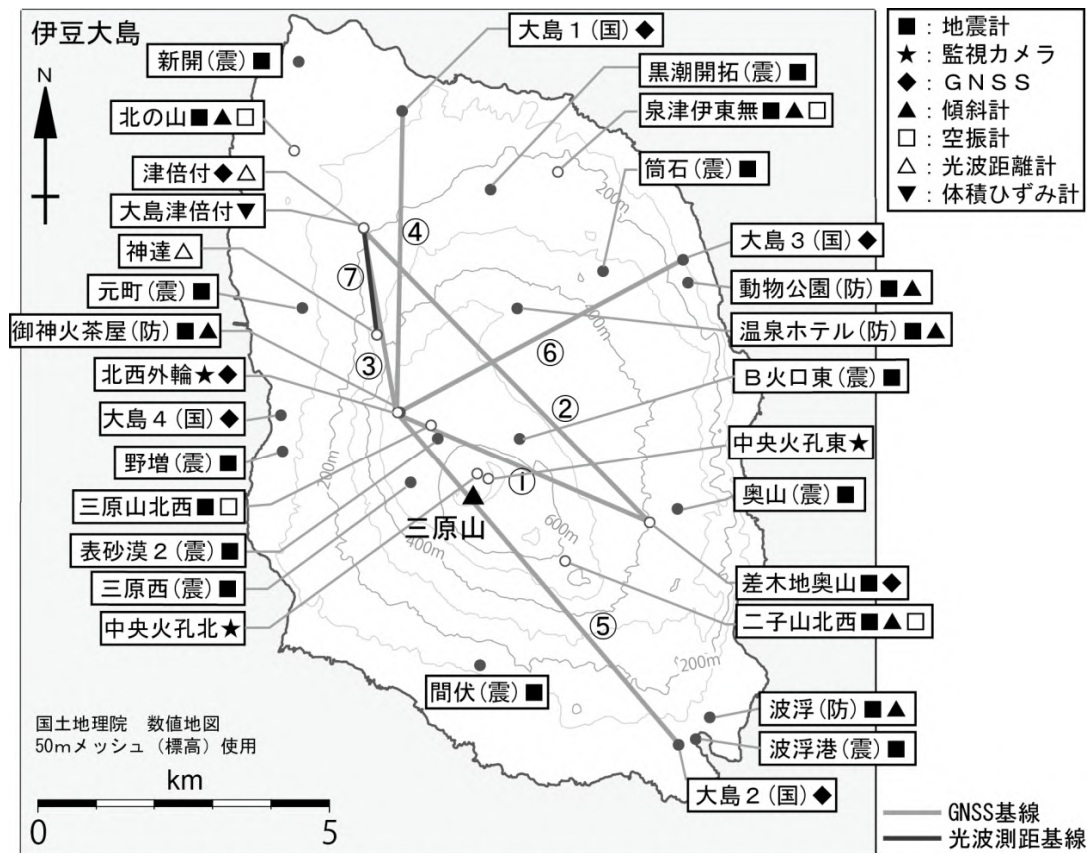 伊豆大島
N
新開(震)■
北の山■▲□
津倍付◆△
大島津倍付▼
神達△
元町(震)■
御神火茶屋(防)■▲
北西外輪★◆
大島４(国)◆
野増(震)■
三原山北西■□
表砂漠２(震)■
三原西(震)■
中央火孔北★
大島１(国)◆
黒潮開拓(震)■
泉津伊東無■▲□
筒石(震)■
大島３(国)◆
動物公園(防)■▲
温泉ホテル(防)■▲
Ｂ火口東(震)■
中央火孔東★
奥山(震)■
差木地奥山■◆
二子山北西■▲□
波浮(防)■▲
波浮港(震)■
大島２(国)◆
間伏(震)■
三原山
①
②
③
④
⑤
⑥
⑦
200m
400m
200m
400m
600m
200m
国土地理院　数値地図
50mメッシュ（標高）使用
km
0 5
■：地震計
★：監視カメラ
◆：ＧＮＳＳ
▲：傾斜計
□：空振計
△：光波距離計
▼：体積ひずみ計
GNSS基線
光波測距基線